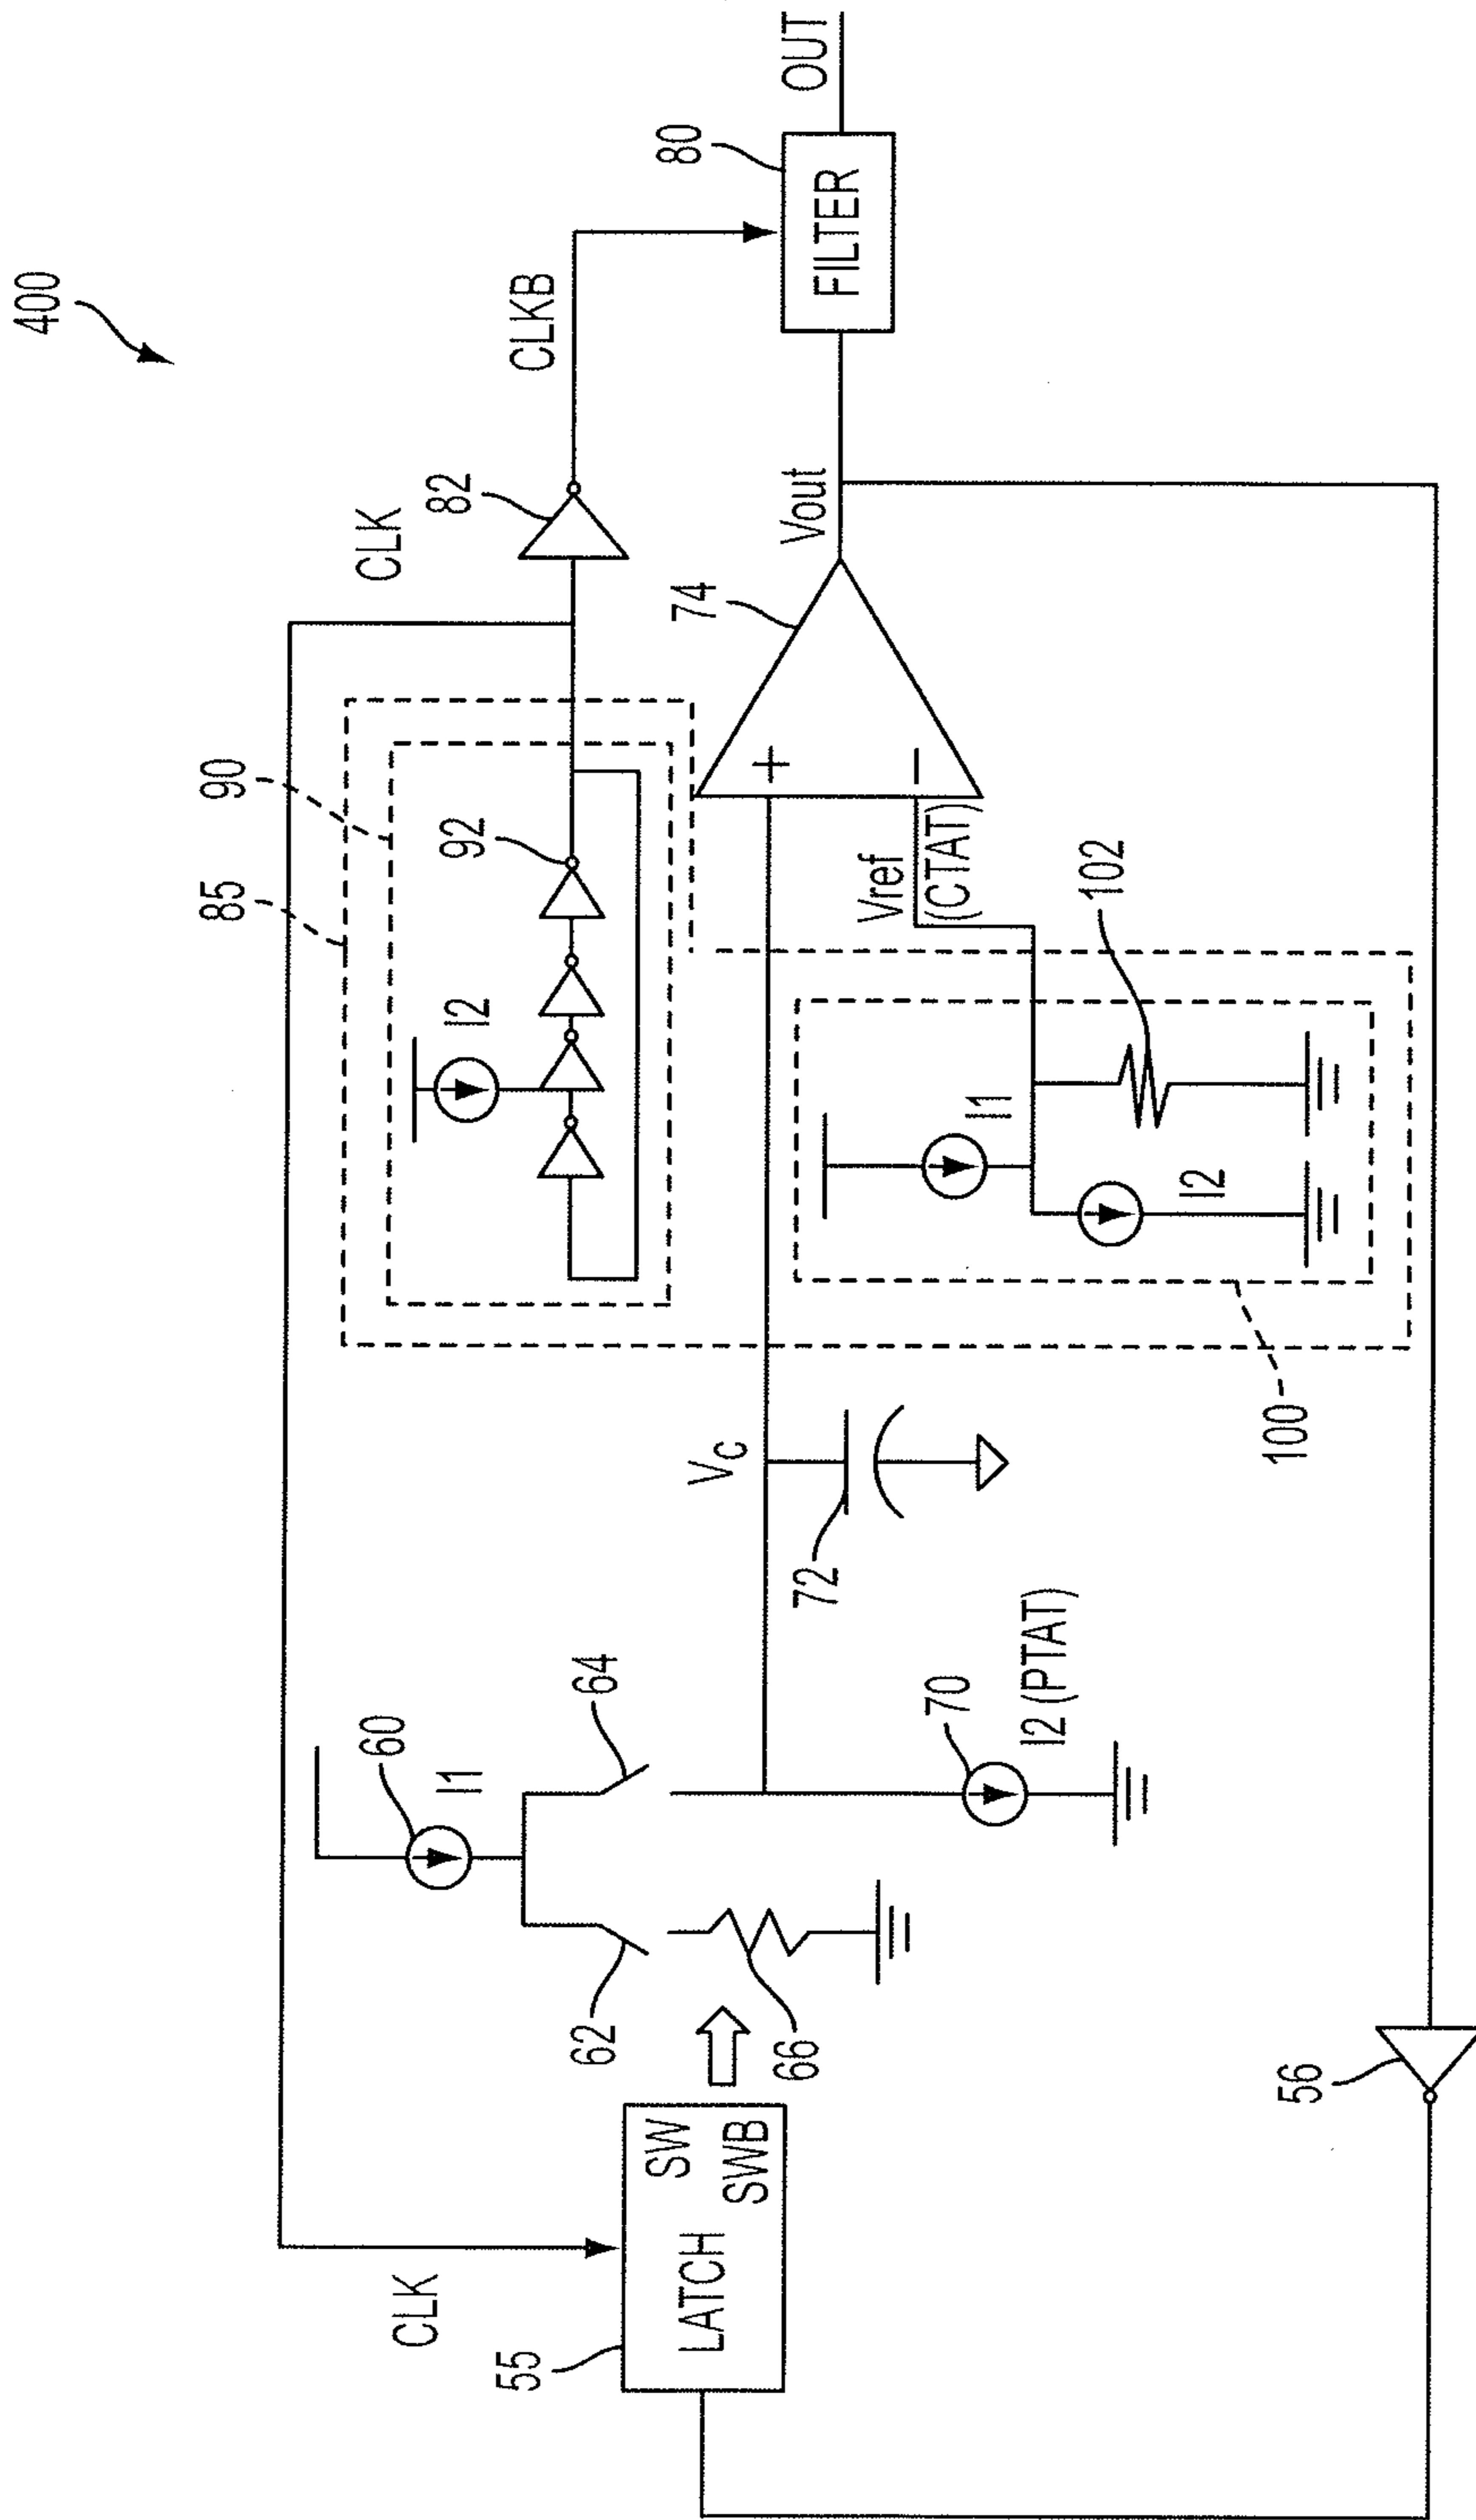 400
CLK
85
90
I2
92
82
CLKB
80
FILTER
OUT
74
+
−
Vout
Vref
(CTAT)
I1
I2
102
100
60
I1
62
64
66
Vc
72
70
I2 (PTAT)
CLK
55
LATCH
SW
SWB
56